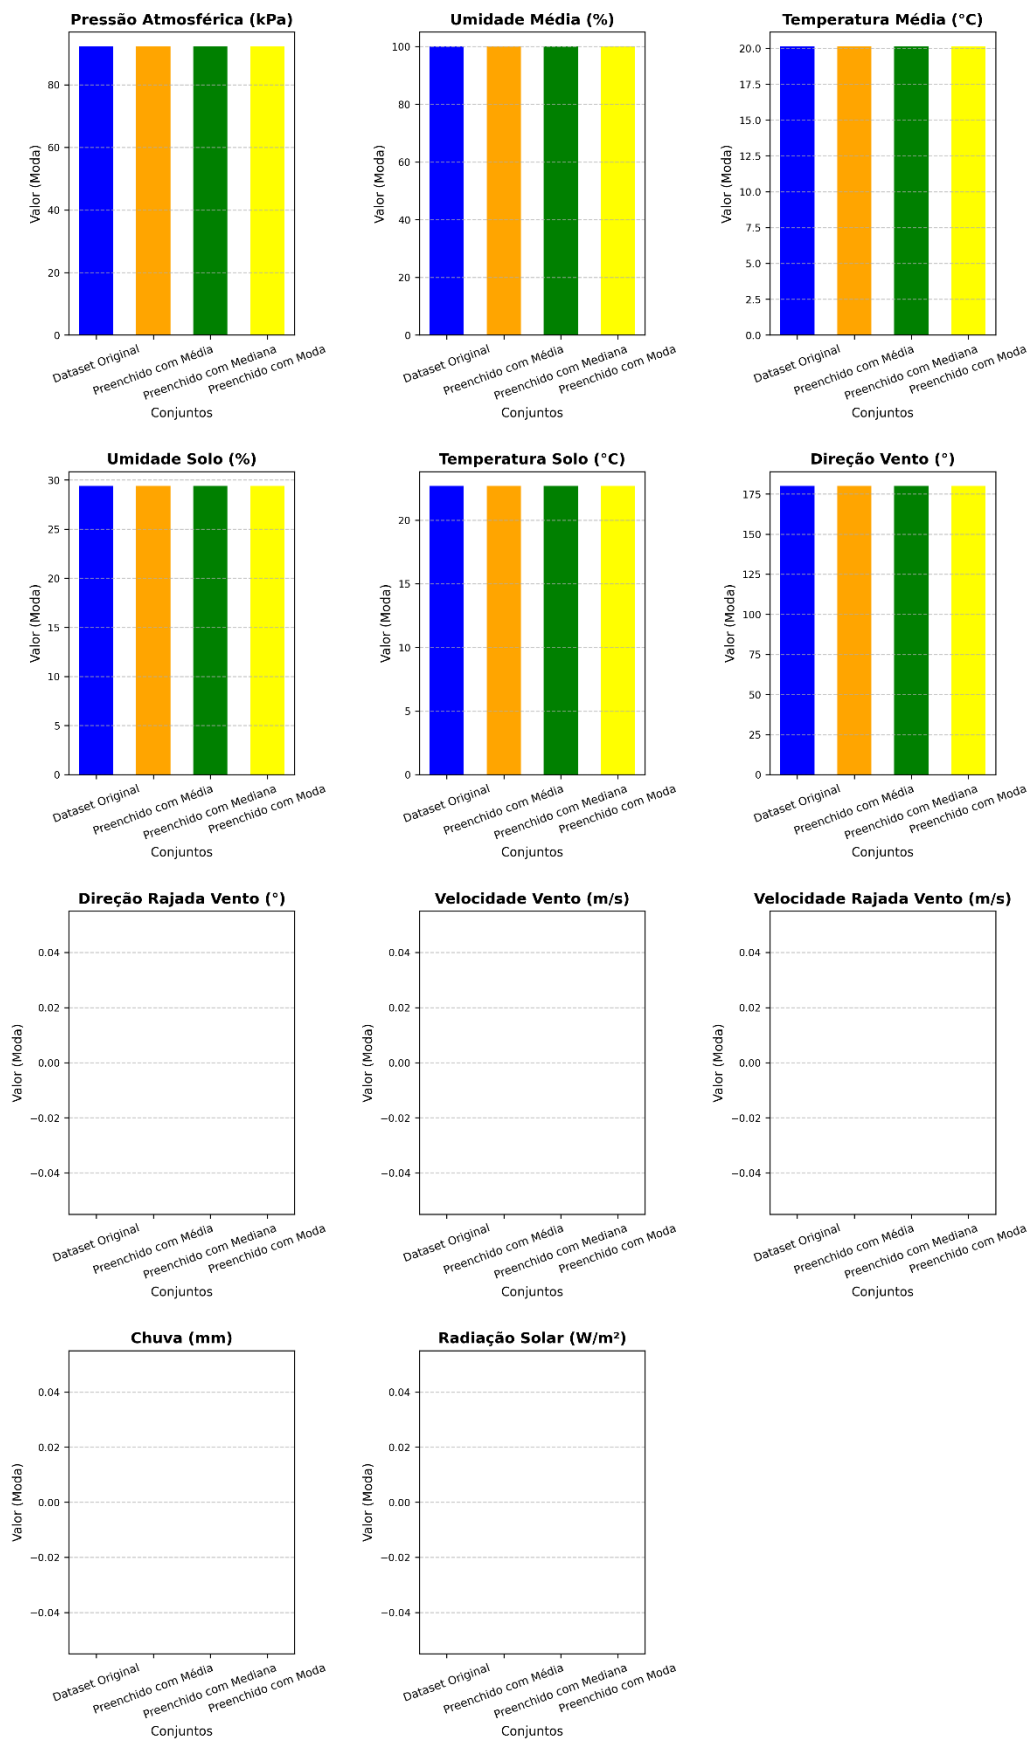 Pressão Atmosférica (kPa)
80
60
40
20
0
Valor (Moda)
Dataset Original
Preenchido com Média
Preenchido com Mediana
Preenchido com Moda
Conjuntos
Umidade Média (%)
100
80
60
40
20
0
Valor (Moda)
Dataset Original
Preenchido com Média
Preenchido com Mediana
Preenchido com Moda
Conjuntos
Temperatura Média (°C)
20.0
17.5
15.0
12.5
10.0
7.5
5.0
2.5
0.0
Valor (Moda)
Dataset Original
Preenchido com Média
Preenchido com Mediana
Preenchido com Moda
Conjuntos
Umidade Solo (%)
30
25
20
15
10
5
0
Valor (Moda)
Dataset Original
Preenchido com Média
Preenchido com Mediana
Preenchido com Moda
Conjuntos
Temperatura Solo (°C)
20
15
10
5
0
Valor (Moda)
Dataset Original
Preenchido com Média
Preenchido com Mediana
Preenchido com Moda
Conjuntos
Direção Vento (°)
175
150
125
100
75
50
25
0
Valor (Moda)
Dataset Original
Preenchido com Média
Preenchido com Mediana
Preenchido com Moda
Conjuntos
Direção Rajada Vento (°)
0.04
0.02
0.00
−0.02
−0.04
Valor (Moda)
Dataset Original
Preenchido com Média
Preenchido com Mediana
Preenchido com Moda
Conjuntos
Velocidade Vento (m/s)
0.04
0.02
0.00
−0.02
−0.04
Valor (Moda)
Dataset Original
Preenchido com Média
Preenchido com Mediana
Preenchido com Moda
Conjuntos
Velocidade Rajada Vento (m/s)
0.04
0.02
0.00
−0.02
−0.04
Valor (Moda)
Dataset Original
Preenchido com Média
Preenchido com Mediana
Preenchido com Moda
Conjuntos
Chuva (mm)
0.04
0.02
0.00
−0.02
−0.04
Valor (Moda)
Dataset Original
Preenchido com Média
Preenchido com Mediana
Preenchido com Moda
Conjuntos
Radiação Solar (W/m²)
0.04
0.02
0.00
−0.02
−0.04
Valor (Moda)
Dataset Original
Preenchido com Média
Preenchido com Mediana
Preenchido com Moda
Conjuntos